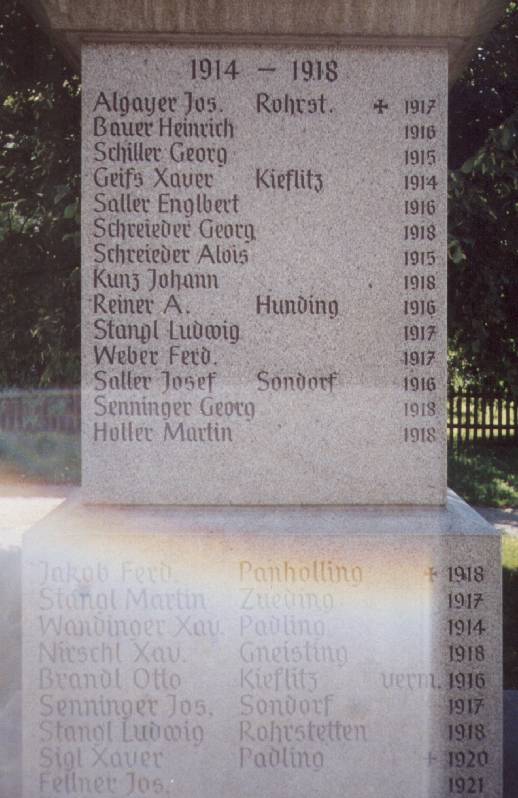 1914 – 1918
Algayer Jos. Rohrst. ✠ 1917
Bauer Heinrich 1916
Schiller Georg 1915
Geiſs Xaver Kieflitz 1914
Saller Englbert 1916
Schreieder Georg 1918
Schreieder Alois 1915
Kunz Johann 1918
Reiner A. Hunding 1916
Stangl Ludwig 1917
Weber Ferd. 1917
Saller Josef Sondorf 1916
Senninger Georg 1918
Holler Martin 1918
Jakob Ferd. Panholling ✠ 1918
Stangl Martin Zueding 1917
Wandinger Xav. Padling 1914
Nirschl Xav. Gneisting 1918
Brandl Otto Kieflitz verm. 1916
Senninger Jos. Sondorf 1917
Stangl Ludwig Rohrstetten 1918
Sigl Xaver Padling ✠ 1920
Fellner Jos. 1921